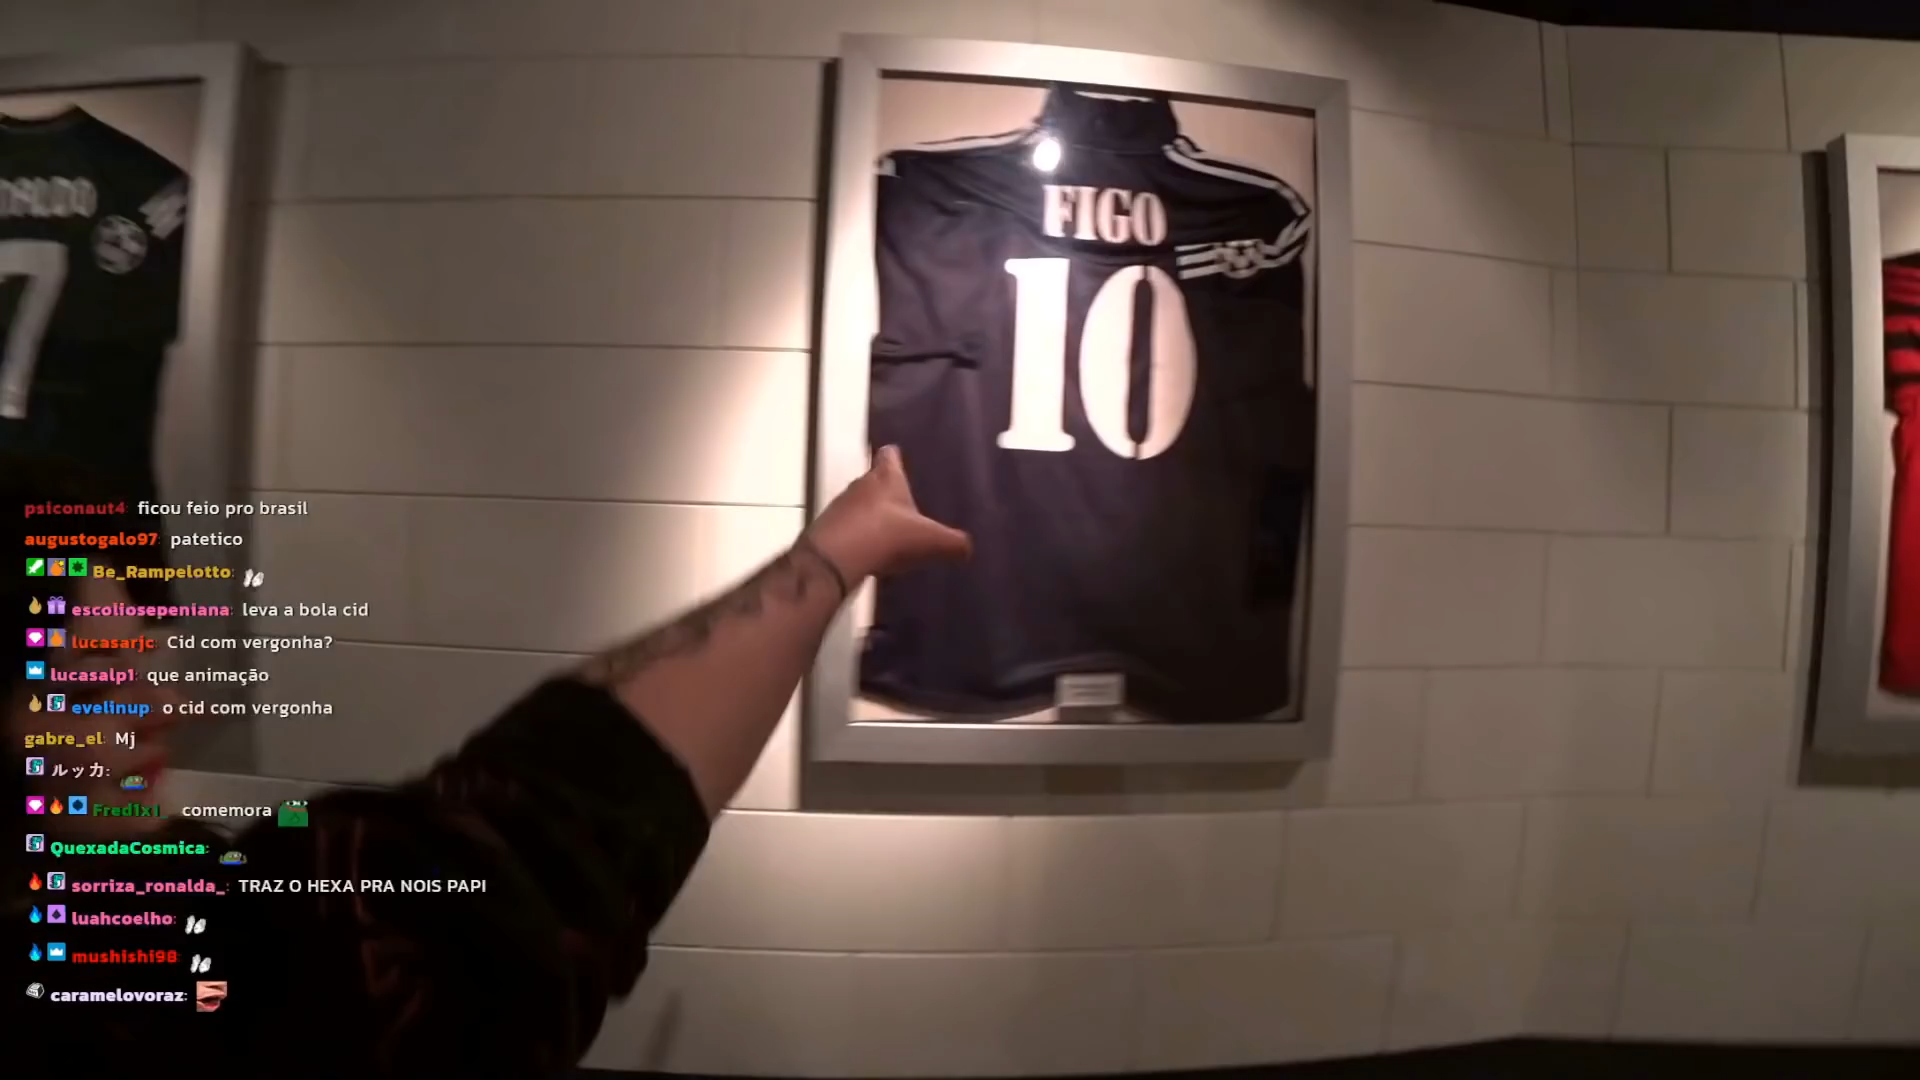 FIGO
10
7
psiconaut4: ficou feio pro brasil
augustogalo97: patetico
Be_Rampelotto:
escoliosepeniana: leva a bola cid
lucasarjc: Cid com vergonha?
lucasalp1: que animação
evelinup: o cid com vergonha
gabre_el: Mj
ルッカ:
Fred1x1_: comemora
QuexadaCosmica:
sorriza_ronalda_: TRAZ O HEXA PRA NOIS PAPI
luahcoelho:
mushishi98:
caramelovoraz: